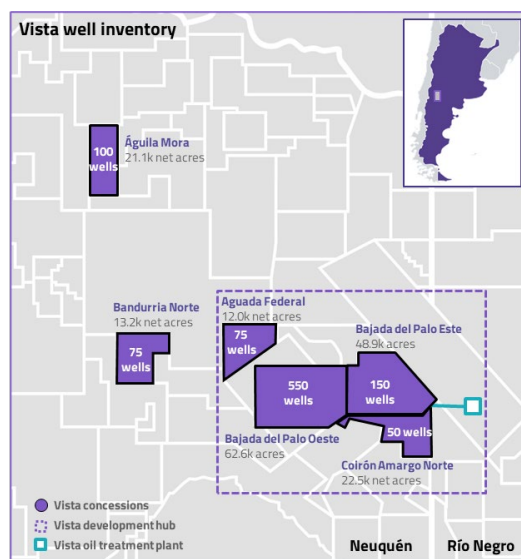 Vista well inventory
100
wells
Águila Mora
21.1k net acres
Bandurria Norte
13.2k net acres
75
wells
Aguada Federal
12.0k net acres
75
wells
Bajada del Palo Este
48.9k acres
550
wells
150
wells
50 wells
Bajada del Palo Oeste
62.6k acres
Coirón Amargo Norte
22.5k net acres
Vista concessions
Vista development hub
Vista oil treatment plant
Neuquén
Río Negro